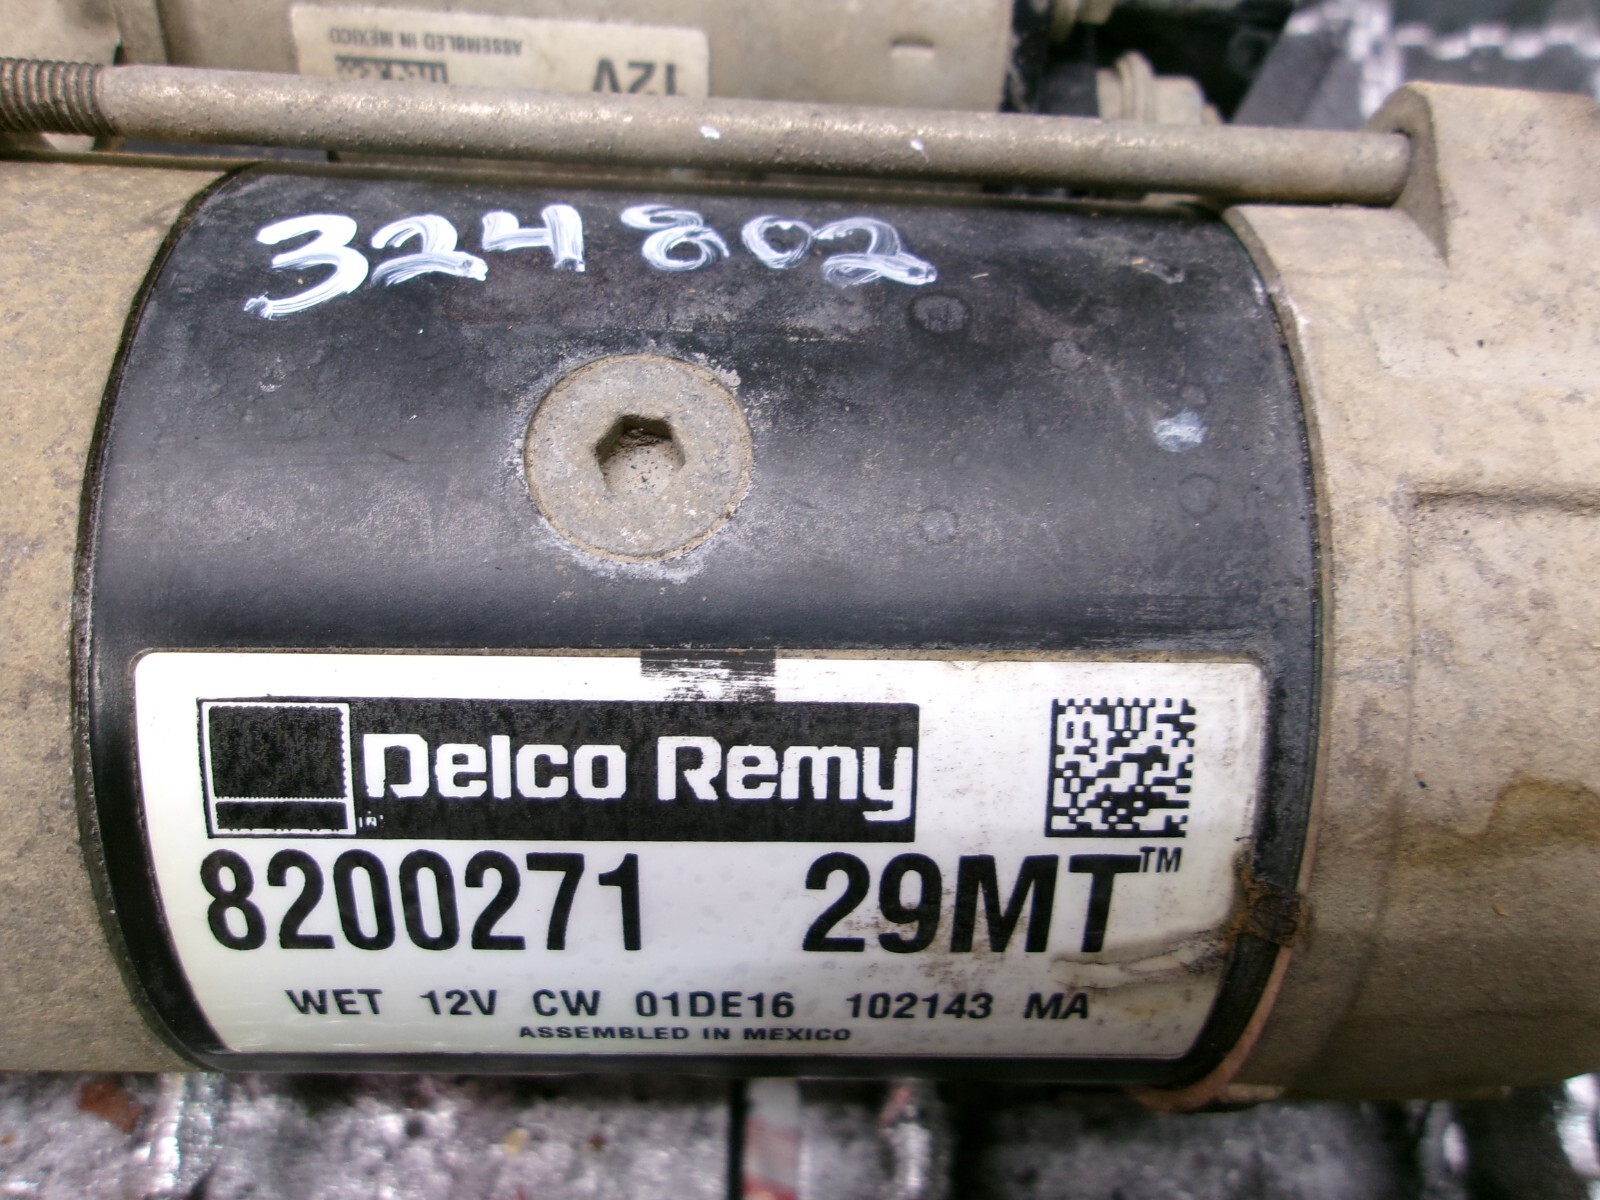 12V
ASSEMBLED IN MEXICO
324802
Delco Remy
8200271 29MT™
WET 12V CW 01DE16 102143 MA
ASSEMBLED IN MEXICO